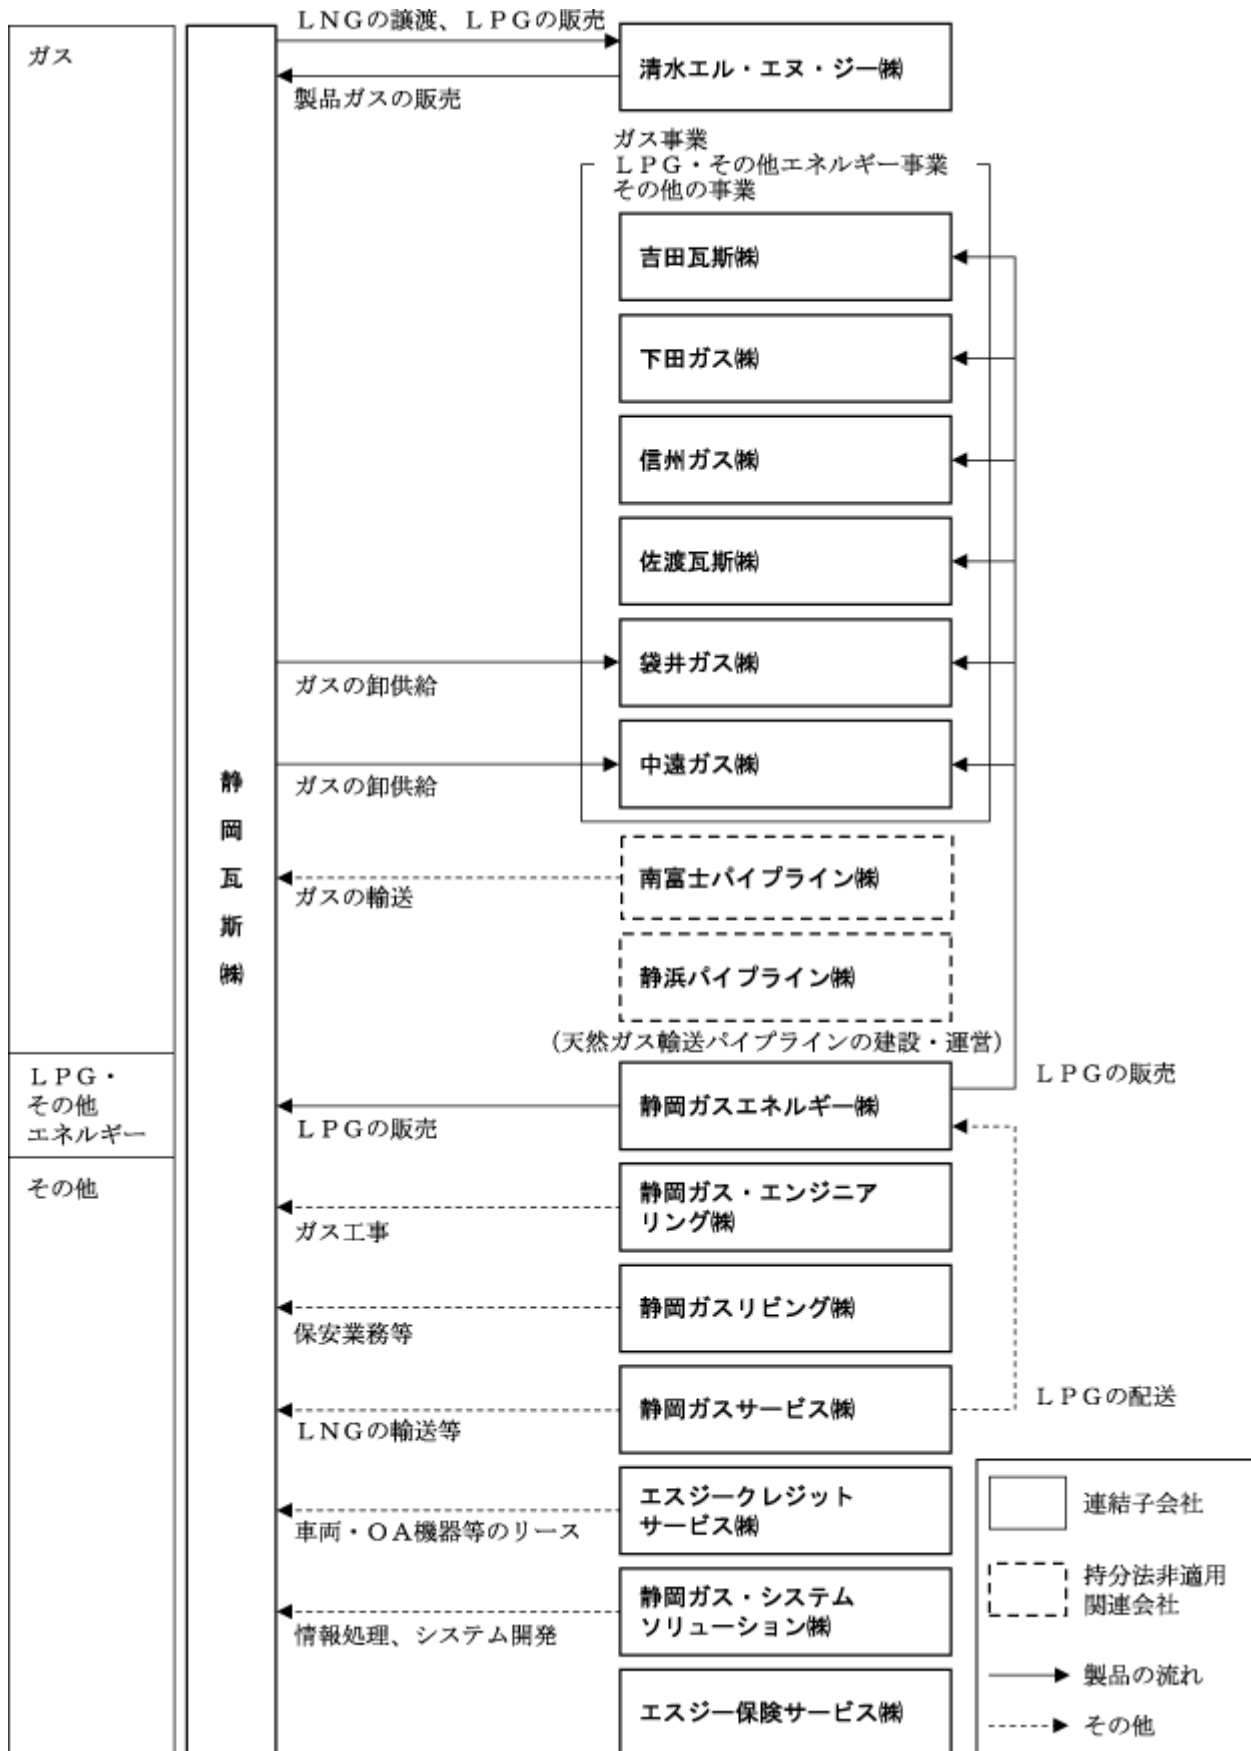 ガス
静岡瓦斯㈱
ＬＮＧの譲渡、ＬＰＧの販売
清水エル・エヌ・ジー㈱
製品ガスの販売
ガス事業
ＬＰＧ・その他エネルギー事業
その他の事業
吉田瓦斯㈱
下田ガス㈱
信州ガス㈱
佐渡瓦斯㈱
袋井ガス㈱
ガスの卸供給
中遠ガス㈱
ガスの卸供給
南富士パイプライン㈱
ガスの輸送
静浜パイプライン㈱
（天然ガス輸送パイプラインの建設・運営）
ＬＰＧ・
その他
エネルギー
ＬＰＧの販売
静岡ガスエネルギー㈱
ＬＰＧの販売
その他
静岡ガス・エンジニア
リング㈱
ガス工事
静岡ガスリビング㈱
保安業務等
静岡ガスサービス㈱
ＬＮＧの輸送等
ＬＰＧの配送
エスジークレジット
サービス㈱
車両・ＯＡ機器等のリース
静岡ガス・システム
ソリューション㈱
情報処理、システム開発
エスジー保険サービス㈱
連結子会社
持分法非適用
関連会社
製品の流れ
その他